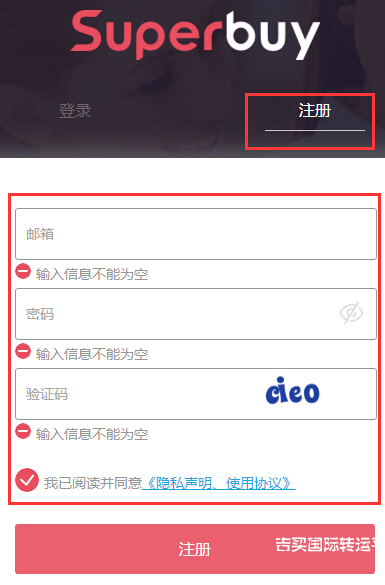 Superbuy
登录 注册
邮箱
输入信息不能为空
密码
输入信息不能为空
验证码 cieo
输入信息不能为空
我已阅读并同意《隐私声明、使用协议》
注册 吉买国际转运